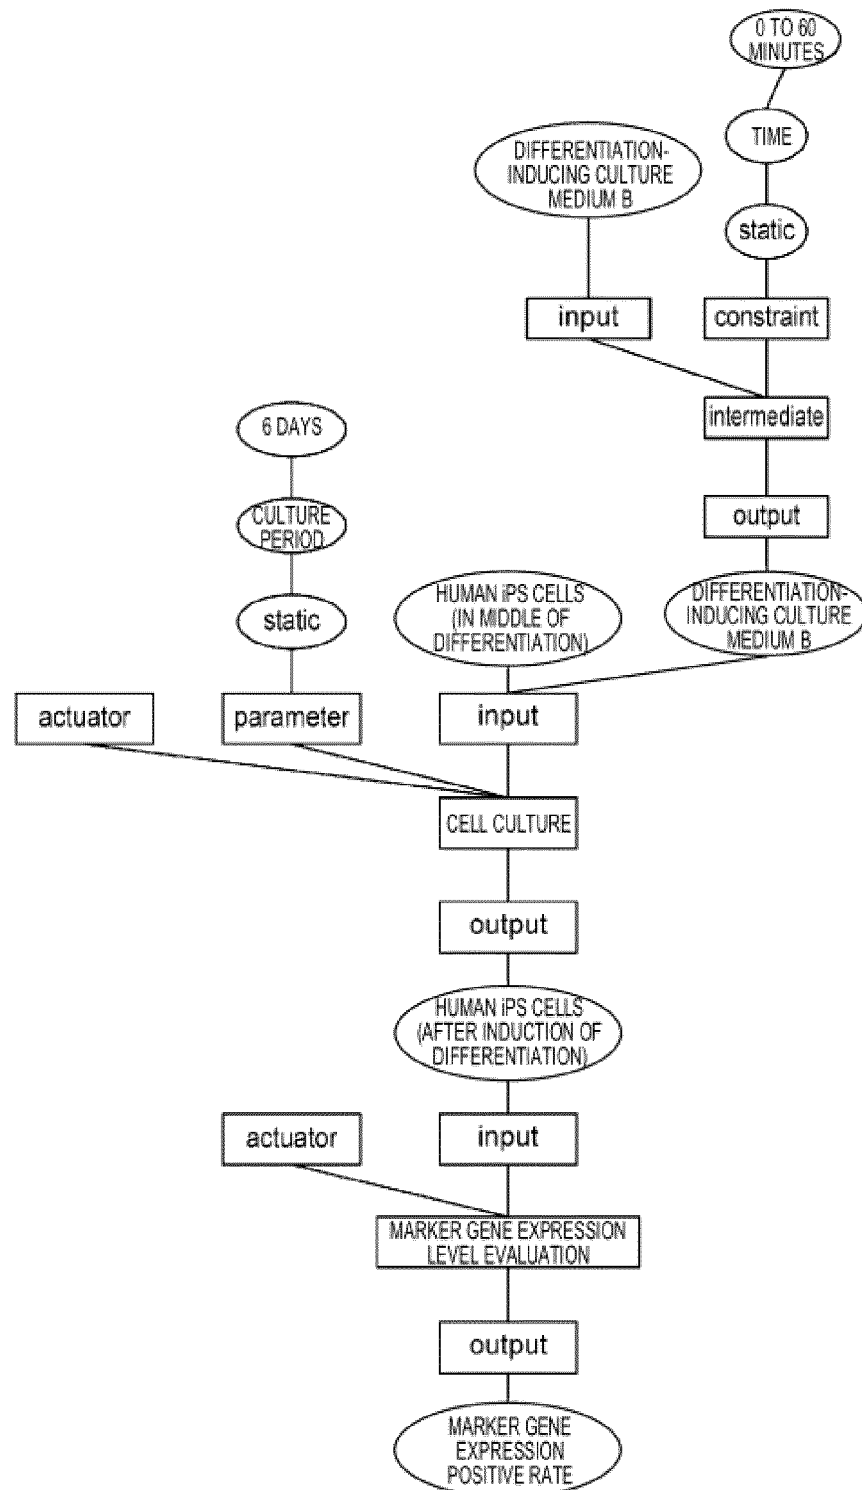 0 TO 60
MINUTES
TIME
DIFFERENTIATION-
INDUCING CULTURE
MEDIUM B
static
input
constraint
intermediate
6 DAYS
output
CULTURE
PERIOD
HUMAN iPS CELLS
(IN MIDDLE OF
DIFFERENTIATION)
DIFFERENTIATION-
INDUCING CULTURE
MEDIUM B
static
actuator
parameter
input
CELL CULTURE
output
HUMAN iPS CELLS
(AFTER INDUCTION OF
DIFFERENTIATION)
actuator
input
MARKER GENE EXPRESSION
LEVEL EVALUATION
output
MARKER GENE
EXPRESSION
POSITIVE RATE